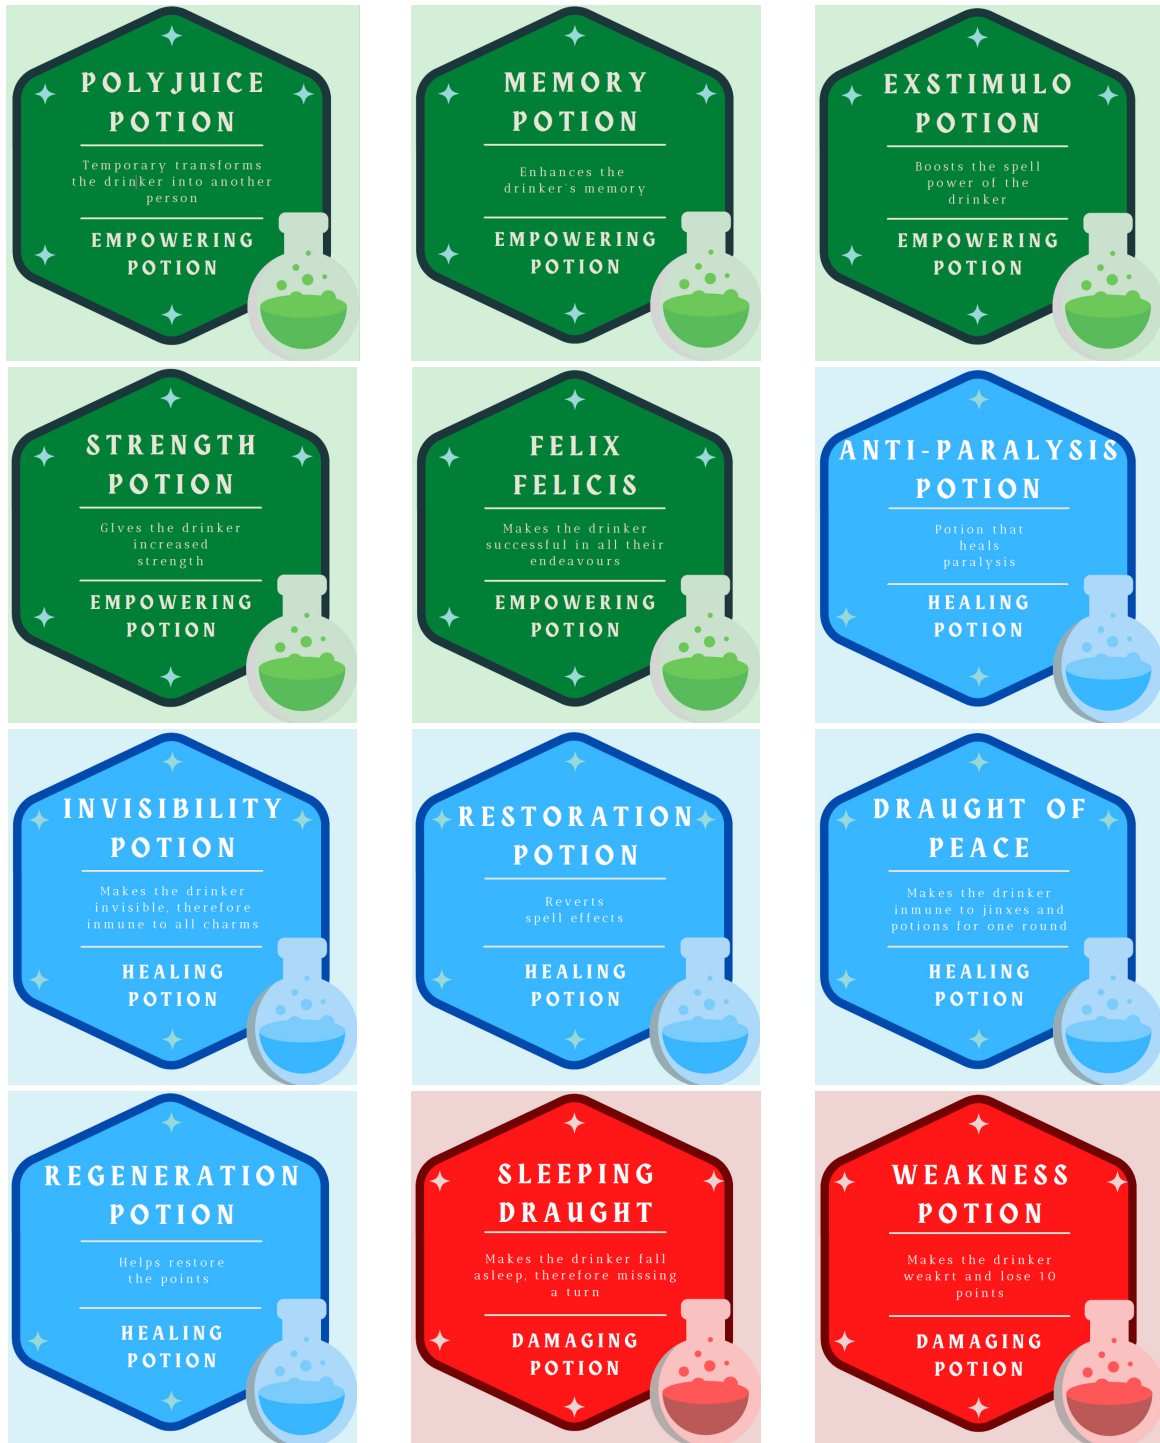 POLYJUICE
POTION
Temporary transforms
the drinker into another
person
EMPOWERING
POTION
MEMORY
POTION
Enhances the
drinker's memory
EMPOWERING
POTION
EXSTIMULO
POTION
Boosts the spell
power of the
drinker
EMPOWERING
POTION
STRENGTH
POTION
GIves the drinker
increased
strength
EMPOWERING
POTION
FELIX
FELICIS
Makes the drinker
successful in all their
endeavours
EMPOWERING
POTION
ANTI-PARALYSIS
POTION
Potion that
heals
paralysis
HEALING
POTION
INVISIBILITY
POTION
Makes the drinker
invisible, therefore
inmune to all charms
HEALING
POTION
RESTORATION
POTION
Reverts
spell effects
HEALING
POTION
DRAUGHT OF
PEACE
Makes the drinker
inmune to jinxes and
potions for one round
HEALING
POTION
REGENERATION
POTION
Helps restore
the points
HEALING
POTION
SLEEPING
DRAUGHT
Makes the drinker fall
asleep, therefore missing
a turn
DAMAGING
POTION
WEAKNESS
POTION
Makes the drinker
weakrt and lose 10
points
DAMAGING
POTION